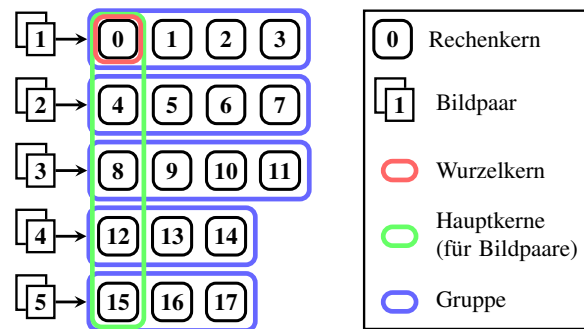 1 0 1 2 3
2 4 5 6 7
3 8 9 10 11
4 12 13 14
5 15 16 17
0 Rechenkern
1 Bildpaar
Wurzelkern
Hauptkerne
(für Bildpaare)
Gruppe